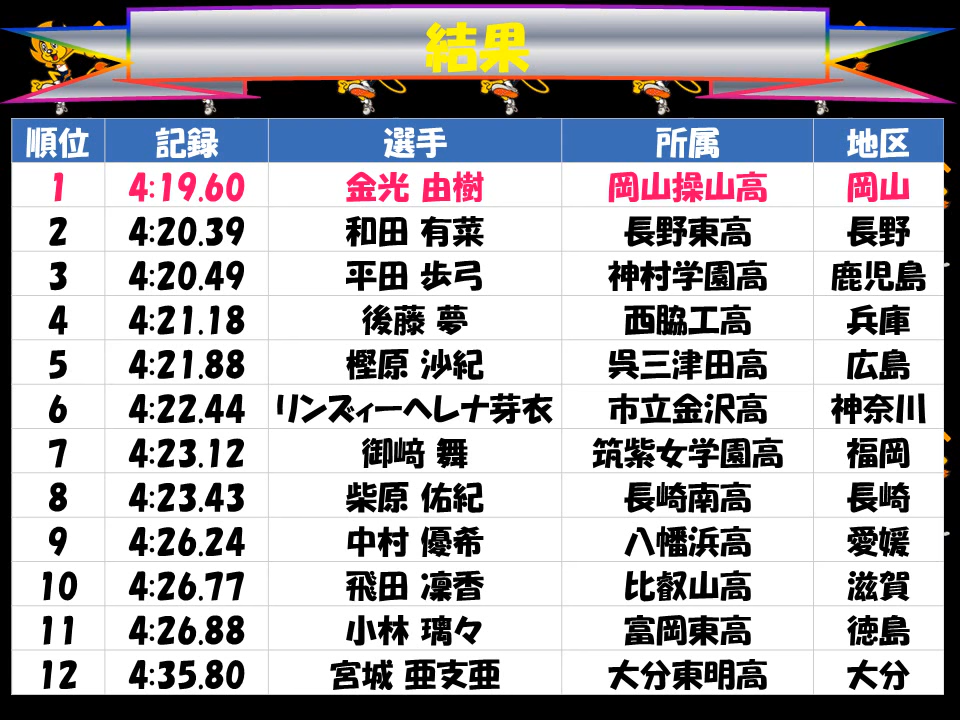 結果
順位 記録 選手 所属 地区
1 4:19.60 金光 由樹 岡山操山高 岡山
2 4:20.39 和田 有菜 長野東高 長野
3 4:20.49 平田 歩弓 神村学園高 鹿児島
4 4:21.18 後藤 夢 西脇工高 兵庫
5 4:21.88 樫原 沙紀 呉三津田高 広島
6 4:22.44 リンズィーヘレナ芽衣 市立金沢高 神奈川
7 4:23.12 御﨑 舞 筑紫女学園高 福岡
8 4:23.43 柴原 佑紀 長崎南高 長崎
9 4:26.24 中村 優希 八幡浜高 愛媛
10 4:26.77 飛田 凜香 比叡山高 滋賀
11 4:26.88 小林 璃々 富岡東高 徳島
12 4:35.80 宮城 亜支亜 大分東明高 大分